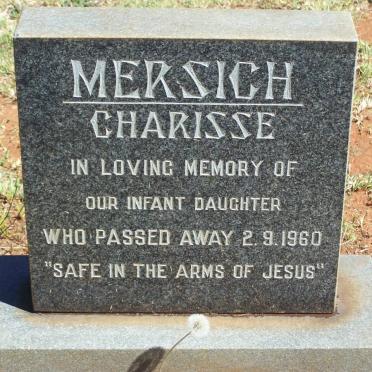 MERSICH
CHARISSE
IN LOVING MEMORY OF
OUR INFANT DAUGHTER
WHO PASSED AWAY 2.9.1960
"SAFE IN THE ARMS OF JESUS"